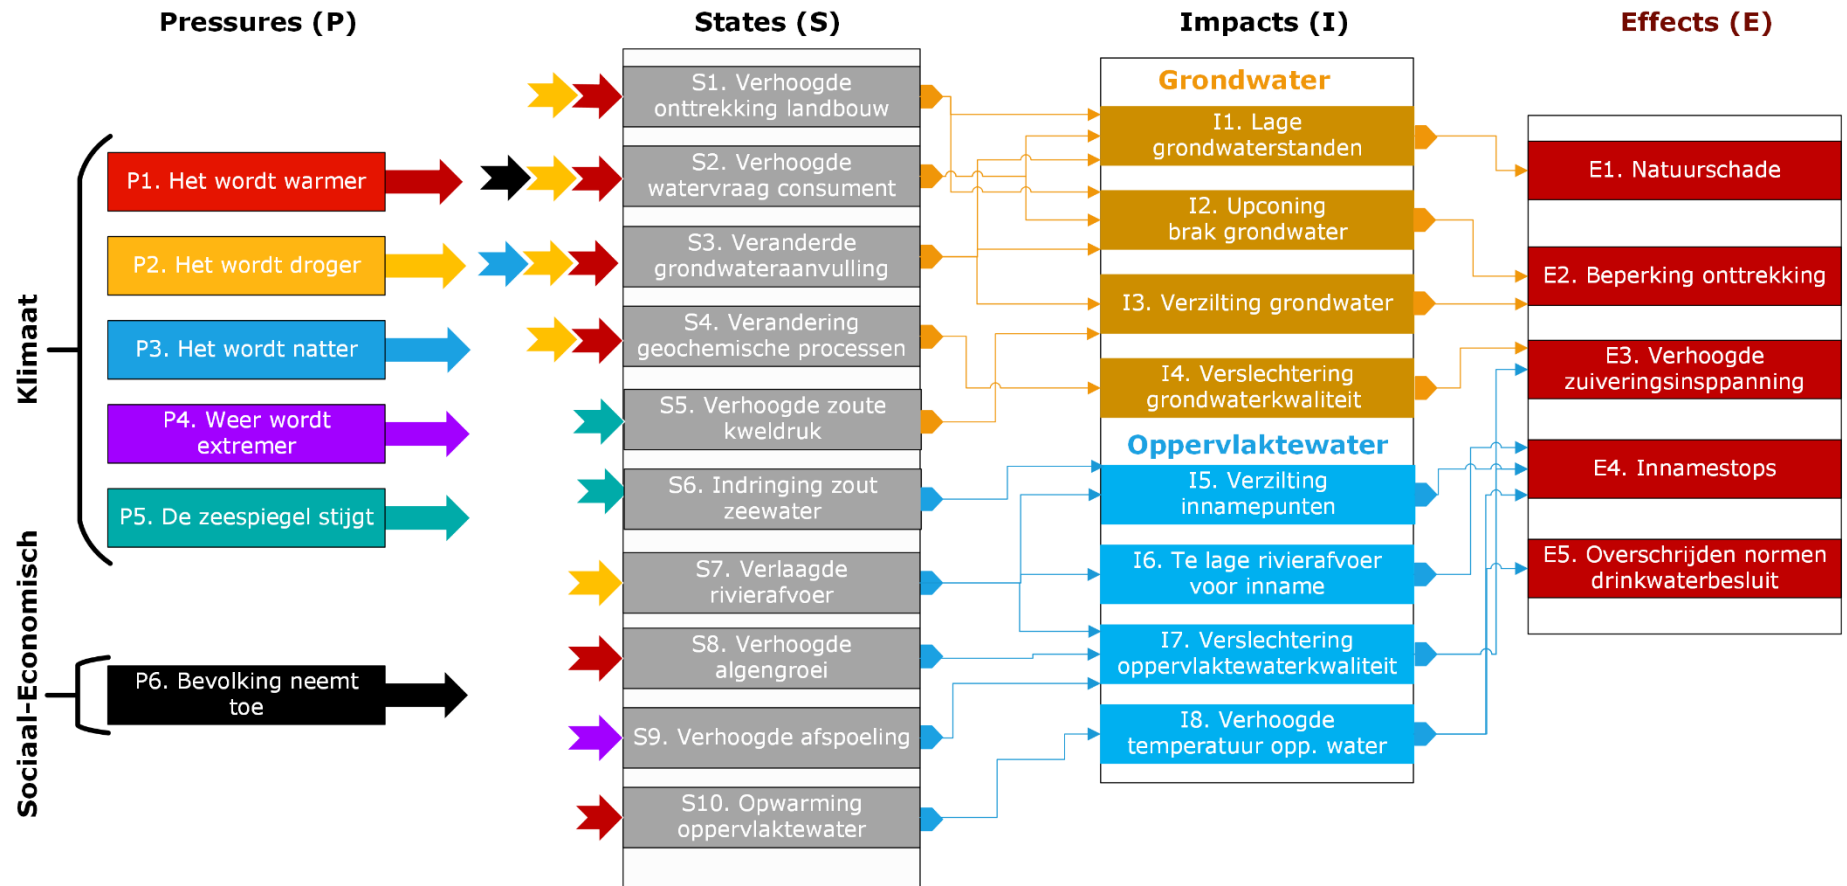 Pressures (P)
States (S)
Impacts (I)
Effects (E)
Klimaat
P1. Het wordt warmer
P2. Het wordt droger
P3. Het wordt natter
P4. Weer wordt
extremer
P5. De zeespiegel stijgt
Sociaal-Economisch
P6. Bevolking neemt
toe
S1. Verhoogde
onttrekking landbouw
S2. Verhoogde
watervraag consument
S3. Veranderde
grondwateraanvulling
S4. Verandering
geochemische processen
S5. Verhoogde zoute
kweldruk
S6. Indringing zout
zeewater
S7. Verlaagde
rivierafvoer
S8. Verhoogde
algengroei
S9. Verhoogde afspoeling
S10. Opwarming
oppervlaktewater
Grondwater
I1. Lage
grondwaterstanden
I2. Upconing
brak grondwater
I3. Verzilting grondwater
I4. Verslechtering
grondwaterkwaliteit
Oppervlaktewater
I5. Verzilting
innamepunten
I6. Te lage rivierafvoer
voor inname
I7. Verslechtering
oppervlaktewaterkwaliteit
I8. Verhoogde
temperatuur opp. water
E1. Natuurschade
E2. Beperking onttrekking
E3. Verhoogde
zuiveringsinsppanning
E4. Innamestops
E5. Overschrijden normen
drinkwaterbesluit